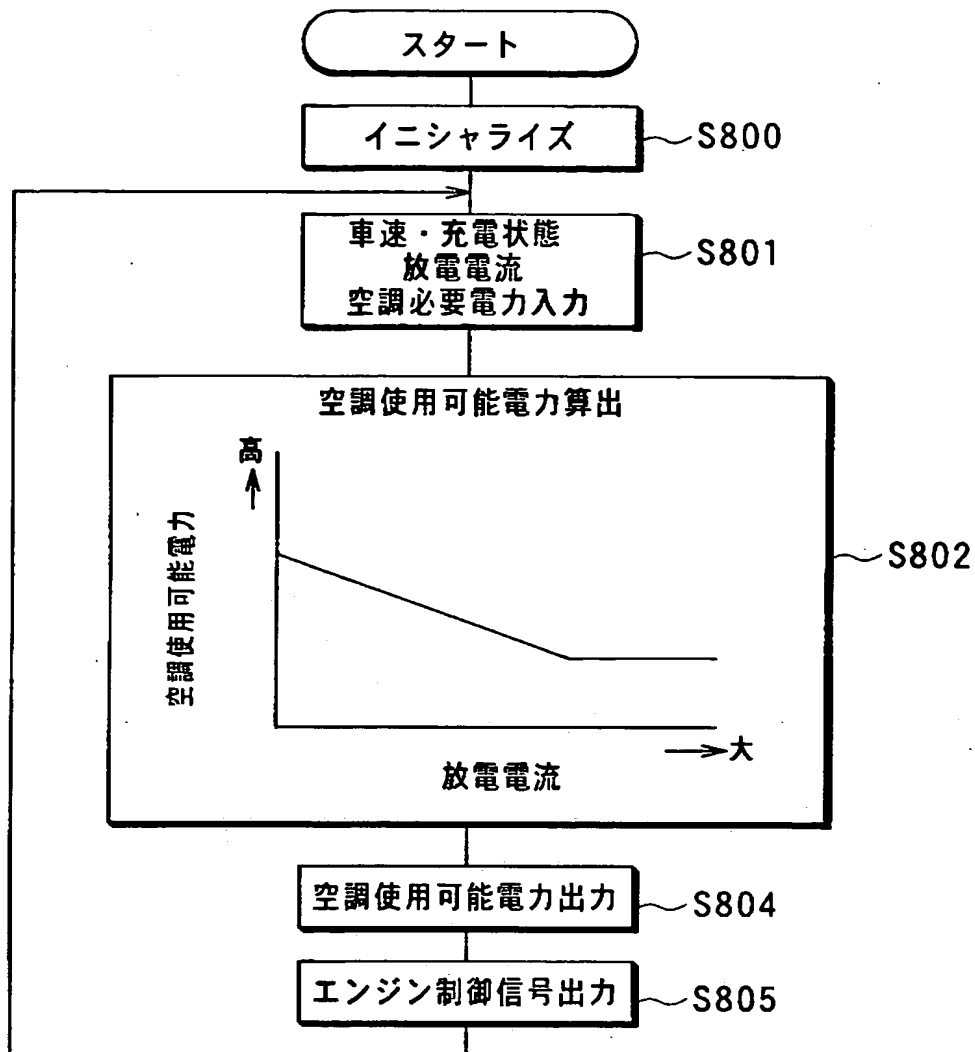 スタート
イニシャライズ
S800
車速・充電状態
放電電流
空調必要電力入力
S801
空調使用可能電力算出
高
空調使用可能電力
大
放電電流
S802
空調使用可能電力出力
S804
エンジン制御信号出力
S805